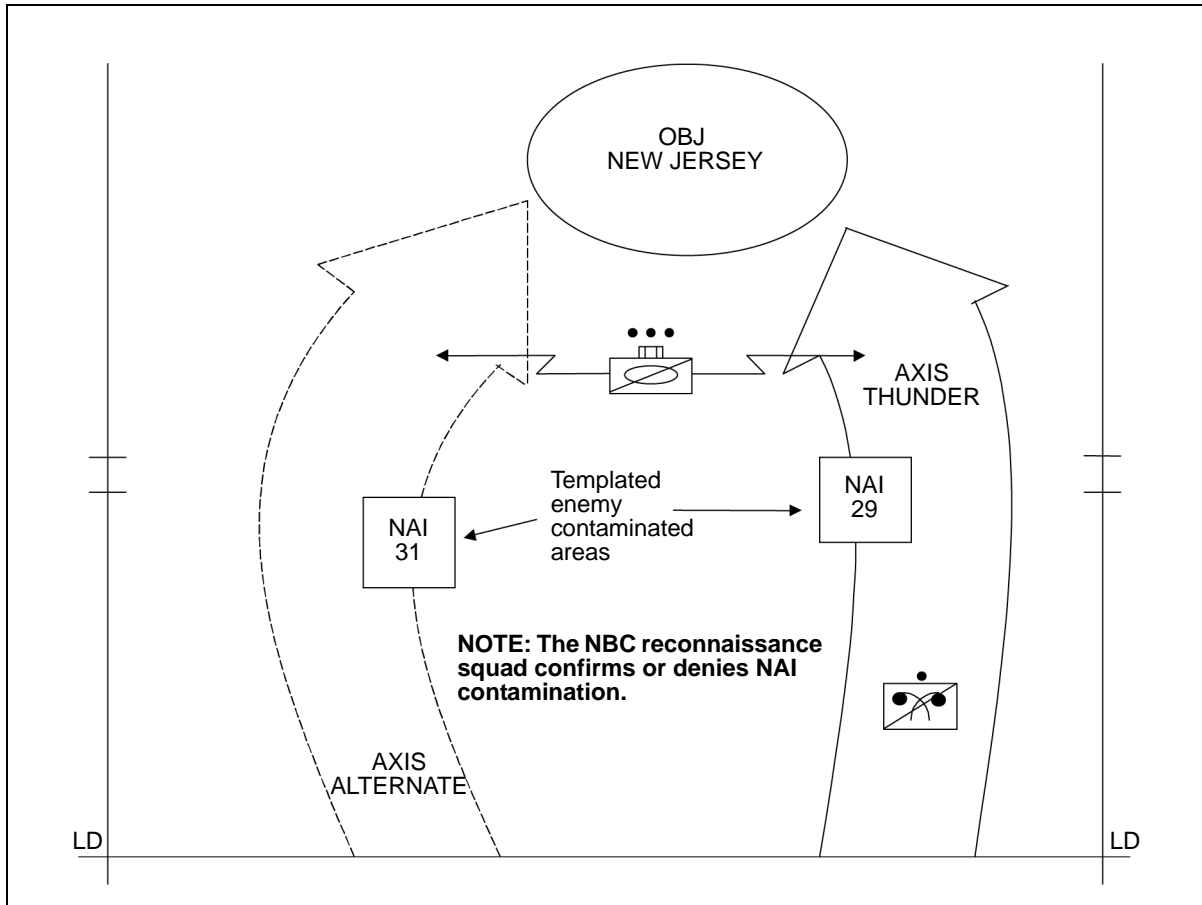 OBJ
NEW JERSEY
AXIS
THUNDER
Templated
enemy
contaminated
areas
NAI
29
NAI
31
NOTE: The NBC reconnaissance
squad confirms or denies NAI
contamination.
AXIS
ALTERNATE
LD
LD